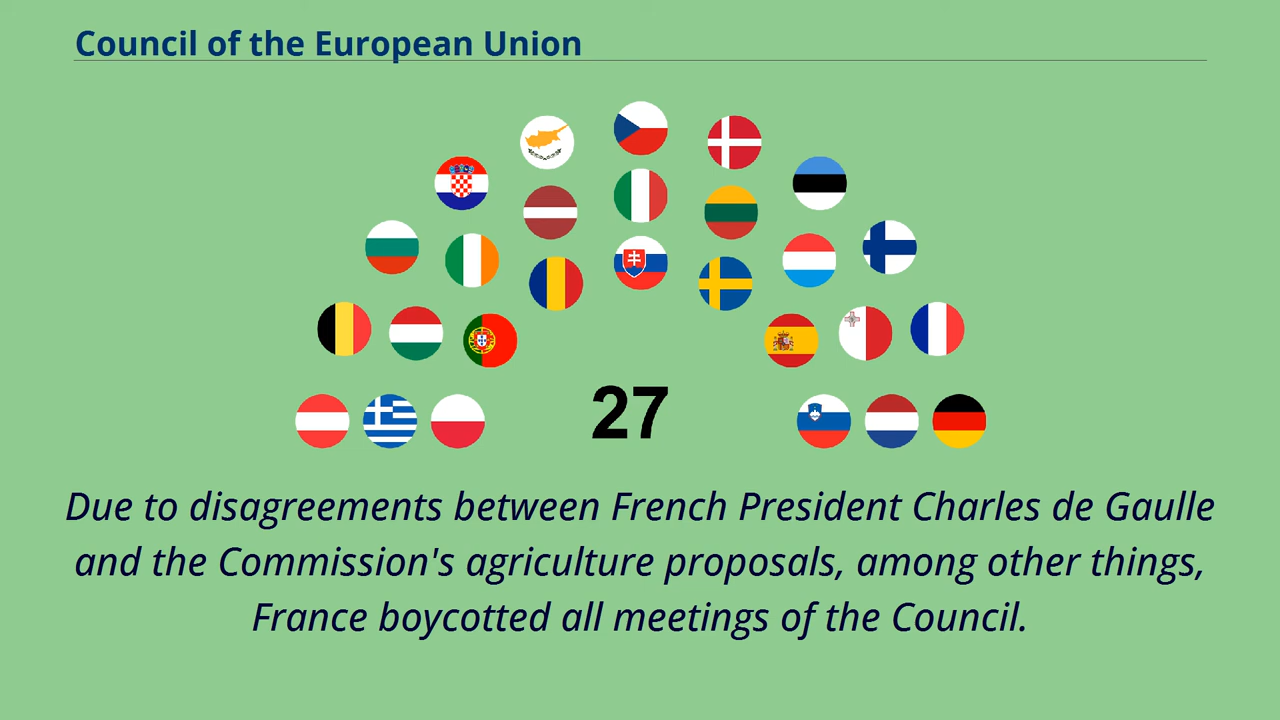 Council of the European Union
27
Due to disagreements between French President Charles de Gaulle
and the Commission's agriculture proposals, among other things,
France boycotted all meetings of the Council.